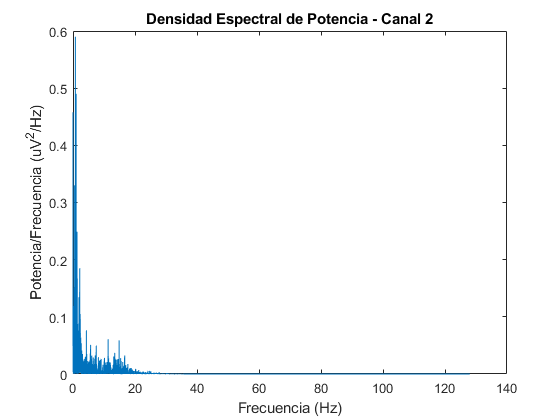 Densidad Espectral de Potencia - Canal 2
0.6
0.5
0.4
0.3
0.2
0.1
0
Potencia/Frecuencia (uV²/Hz)
0 20 40 60 80 100 120 140
Frecuencia (Hz)